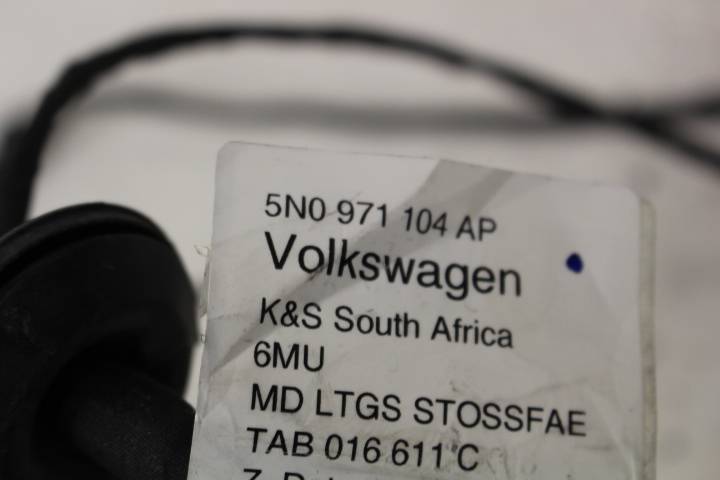 5N0 971 104 AP
Volkswagen
K&S South Africa
6MU
MD LTGS STOSSFAE
TAB 016 611 C